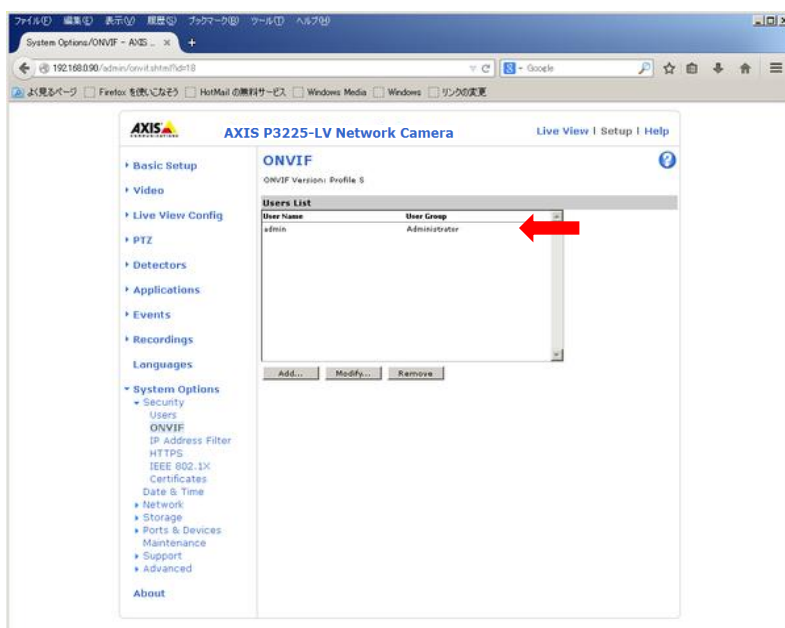 ファイル(F) 編集(E) 表示(V) 履歴(S) ブックマーク(B) ツール(T) ヘルプ(H)
System Options/ONVIF - AXIS ... × +
192.168.0.90/admin/onvif.shtml?id=18
Google
よく見るページ Firefox を使いこなそう HotMail の無料サービス Windows Media Windows リンクの変更
AXIS
COMMUNICATIONS
AXIS P3225-LV Network Camera
Live View | Setup | Help
Basic Setup
Video
Live View Config
PTZ
Detectors
Applications
Events
Recordings
Languages
System Options
Security
Users
ONVIF
IP Address Filter
HTTPS
IEEE 802.1X
Certificates
Date & Time
Network
Storage
Ports & Devices
Maintenance
Support
Advanced
About
ONVIF
?
ONVIF Version: Profile S
Users List
User Name User Group
admin Administrator
Add... Modify... Remove